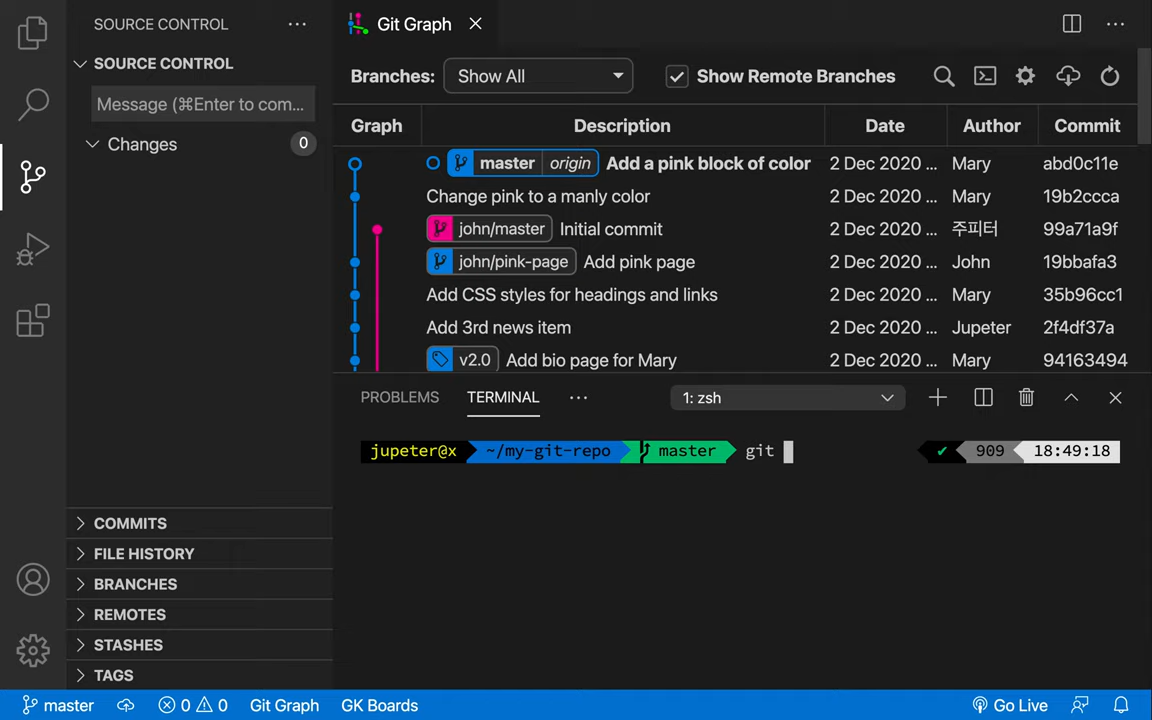 SOURCE CONTROL
Git Graph
SOURCE CONTROL
Message (⌘Enter to com...
Changes 0
Branches: Show All Show Remote Branches
Graph Description Date Author Commit
master origin Add a pink block of color 2 Dec 2020 ... Mary abd0c11e
Change pink to a manly color 2 Dec 2020 ... Mary 19b2ccca
john/master Initial commit 2 Dec 2020 ... 주피터 99a71a9f
john/pink-page Add pink page 2 Dec 2020 ... John 19bbafa3
Add CSS styles for headings and links 2 Dec 2020 ... Mary 35b96cc1
Add 3rd news item 2 Dec 2020 ... Jupeter 2f4df37a
v2.0 Add bio page for Mary 2 Dec 2020 ... Mary 94163494
PROBLEMS TERMINAL ... 1: zsh
jupeter@x ~/my-git-repo master git ✔ 909 18:49:18
COMMITS
FILE HISTORY
BRANCHES
REMOTES
STASHES
TAGS
master 0 0 Git Graph GK Boards Go Live